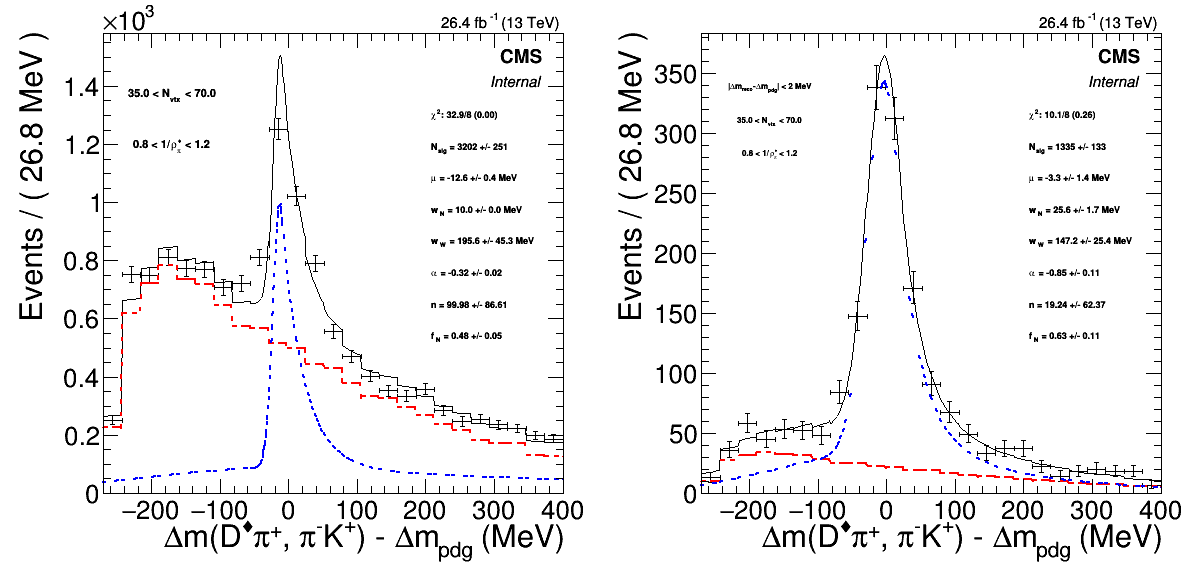 ×10³
26.4 fb⁻¹ (13 TeV)
CMS
Internal
35.0 < N_vtx < 70.0
0.8 < 1/ρ < 1.2
χ²: 32.9/8 (0.00)
N_sig = 3202 +/- 251
μ = -12.6 +/- 0.4 MeV
w_N = 10.0 +/- 0.0 MeV
w_W = 195.6 +/- 45.3 MeV
α = -0.32 +/- 0.02
n = 99.98 +/- 86.61
f_N = 0.48 +/- 0.05
Events / ( 26.8 MeV )
1.4
1.2
1
0.8
0.6
0.4
0.2
0
−200 −100 0 100 200 300 400
Δm(D♦π⁺, π⁻K⁺) - Δm_pdg (MeV)
26.4 fb⁻¹ (13 TeV)
CMS
Internal
|Δm_reco-Δm_pdg| < 2 MeV
35.0 < N_vtx < 70.0
0.8 < 1/ρ < 1.2
χ²: 10.1/8 (0.26)
N_sig = 1335 +/- 133
μ = -3.3 +/- 1.4 MeV
w_N = 25.6 +/- 1.7 MeV
w_W = 147.2 +/- 25.4 MeV
α = -0.85 +/- 0.11
n = 19.24 +/- 62.37
f_N = 0.63 +/- 0.11
Events / ( 26.8 MeV )
350
300
250
200
150
100
50
0
−200 −100 0 100 200 300 400
Δm(D♦π⁺, π⁻K⁺) - Δm_pdg (MeV)